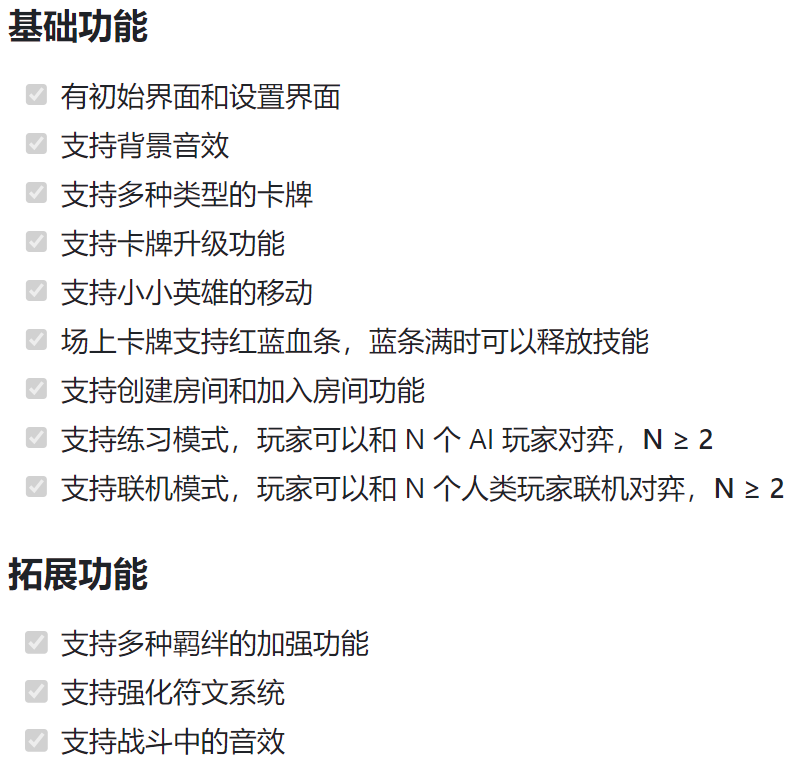 基础功能
有初始界面和设置界面
支持背景音效
支持多种类型的卡牌
支持卡牌升级功能
支持小小英雄的移动
场上卡牌支持红蓝血条，蓝条满时可以释放技能
支持创建房间和加入房间功能
支持练习模式，玩家可以和 N 个 AI 玩家对弈，N ≥ 2
支持联机模式，玩家可以和 N 个人类玩家联机对弈，N ≥ 2
拓展功能
支持多种羁绊的加强功能
支持强化符文系统
支持战斗中的音效